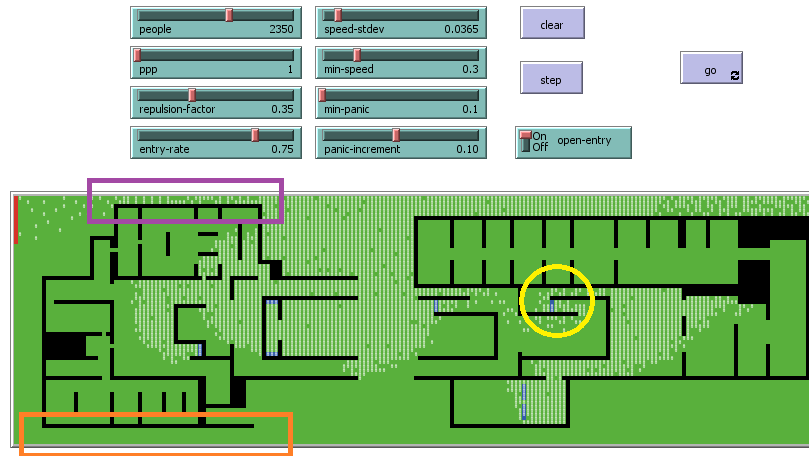 people 2350 speed-stdev 0.0365 clear
ppp 1 min-speed 0.3 step go
repulsion-factor 0.35 min-panic 0.1
entry-rate 0.75 panic-increment 0.10 On Off open-entry